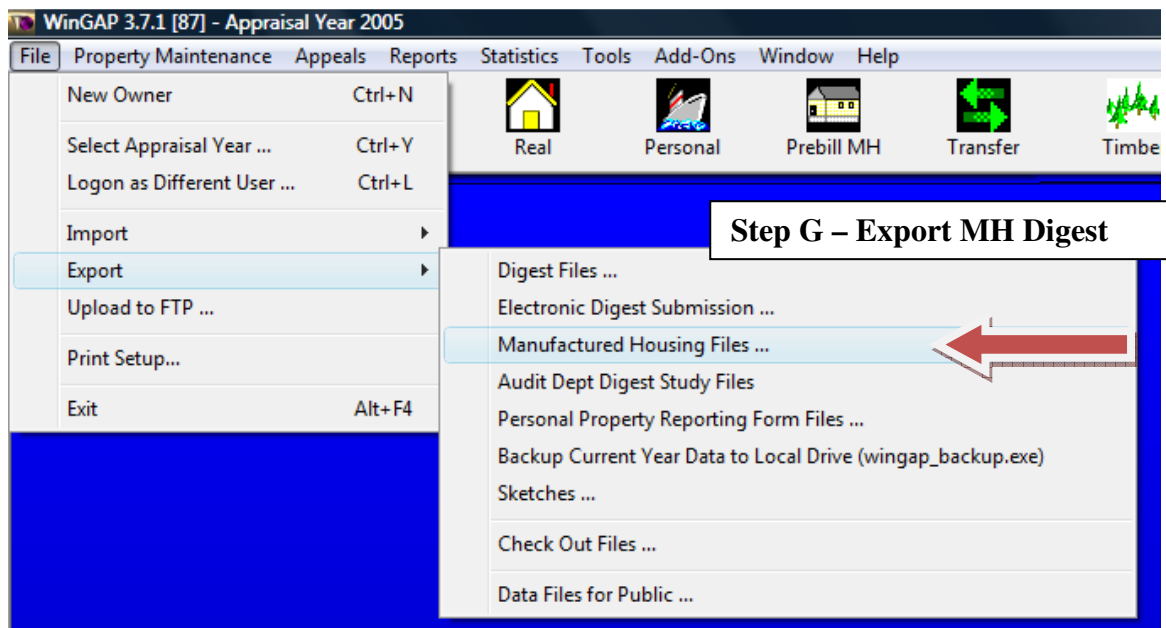 WinGAP 3.7.1 [87] - Appraisal Year 2005
File Property Maintenance Appeals Reports Statistics Tools Add-Ons Window Help
New Owner Ctrl+N
Select Appraisal Year ... Ctrl+Y
Logon as Different User ... Ctrl+L
Import
Export
Upload to FTP ...
Print Setup...
Exit Alt+F4
Real Personal Prebill MH Transfer Timbe
Step G – Export MH Digest
Digest Files ...
Electronic Digest Submission ...
Manufactured Housing Files ...
Audit Dept Digest Study Files
Personal Property Reporting Form Files ...
Backup Current Year Data to Local Drive (wingap_backup.exe)
Sketches ...
Check Out Files ...
Data Files for Public ...